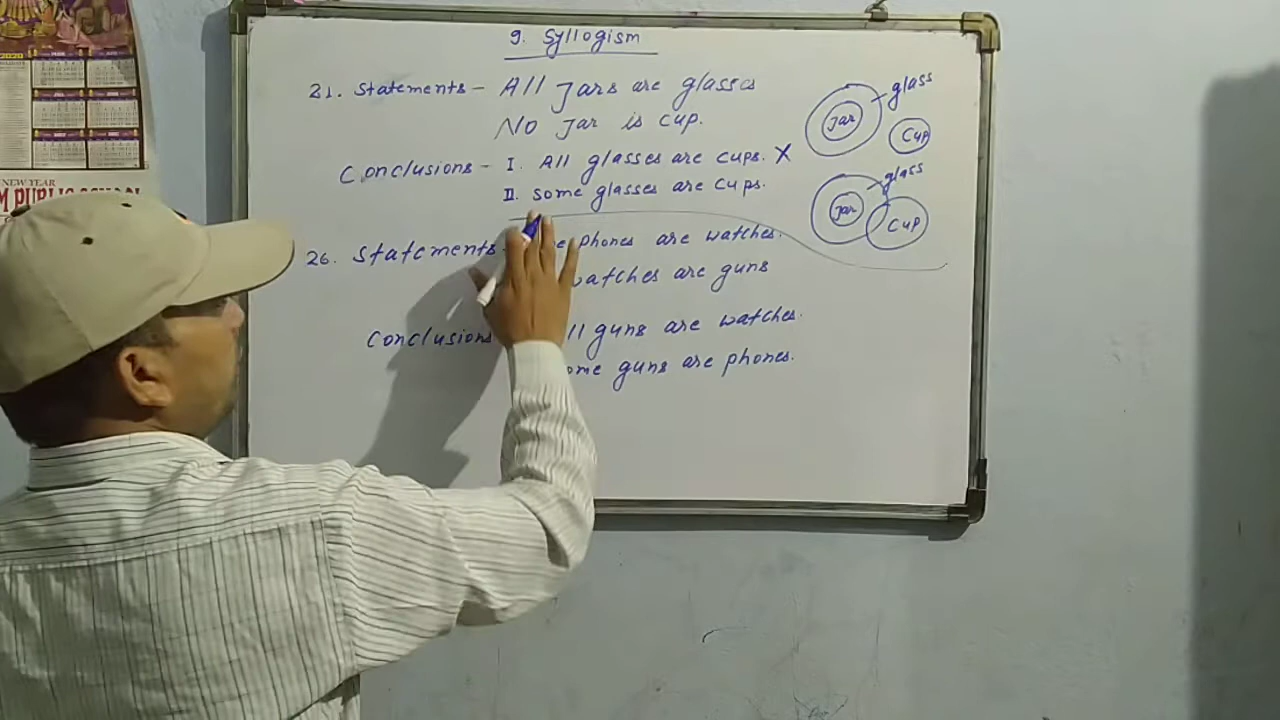 9. Syllogism
21. Statements - All Jars are glasses
No Jar is cup.
Conclusions - I. All glasses are cups. X
II. some glasses are cups.
26. Statements phones are watches.
watches are guns
Conclusions guns are watches.
guns are phones.
glass
Jar
Cup
glass
Jar
Cup
2020
NEW YEAR
PUBLIC